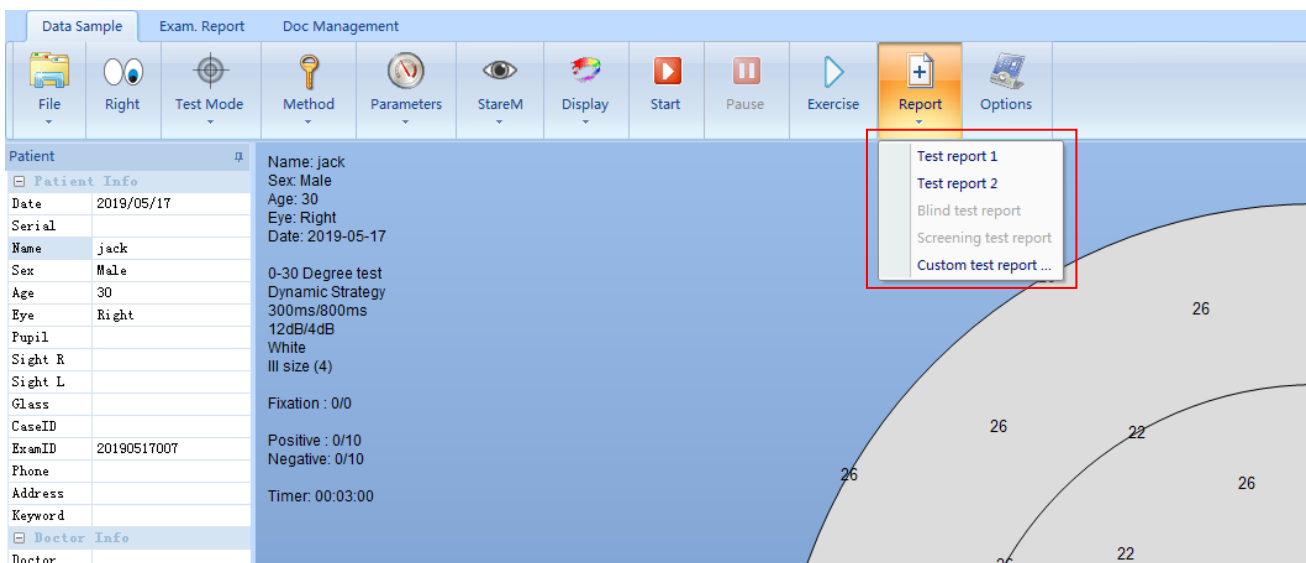 Data Sample Exam. Report Doc Management
File Right Test Mode Method Parameters StareM Display Start Pause Exercise Report Options
Test report 1
Test report 2
Blind test report
Screening test report
Custom test report ...
Patient
Patient Info
Date 2019/05/17
Serial
Name jack
Sex Male
Age 30
Eye Right
Pupil
Sight R
Sight L
Glass
CaseID
ExamID 20190517007
Phone
Address
Keyword
Doctor Info
Doctor
Name: jack
Sex: Male
Age: 30
Eye: Right
Date: 2019-05-17
0-30 Degree test
Dynamic Strategy
300ms/800ms
12dB/4dB
White
III size (4)
Fixation : 0/0
Positive : 0/10
Negative: 0/10
Timer: 00:03:00
26
26 22
26 26
22